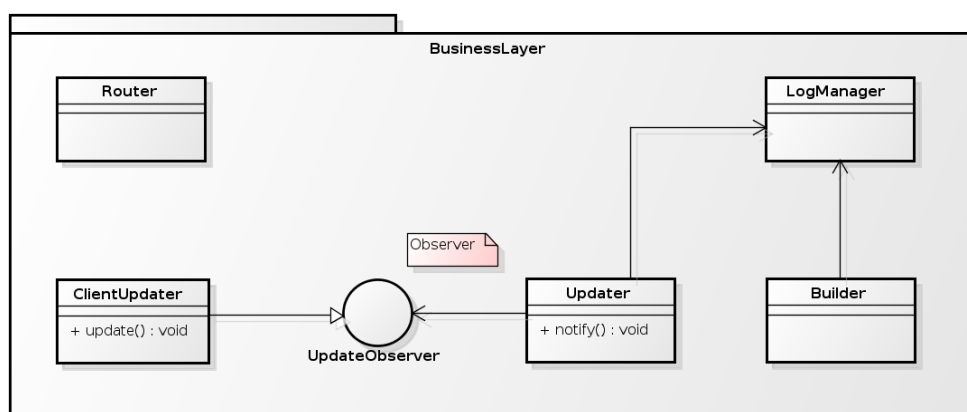 BusinessLayer
Router
LogManager
Observer
ClientUpdater
+ update() : void
UpdateObserver
Updater
+ notify() : void
Builder